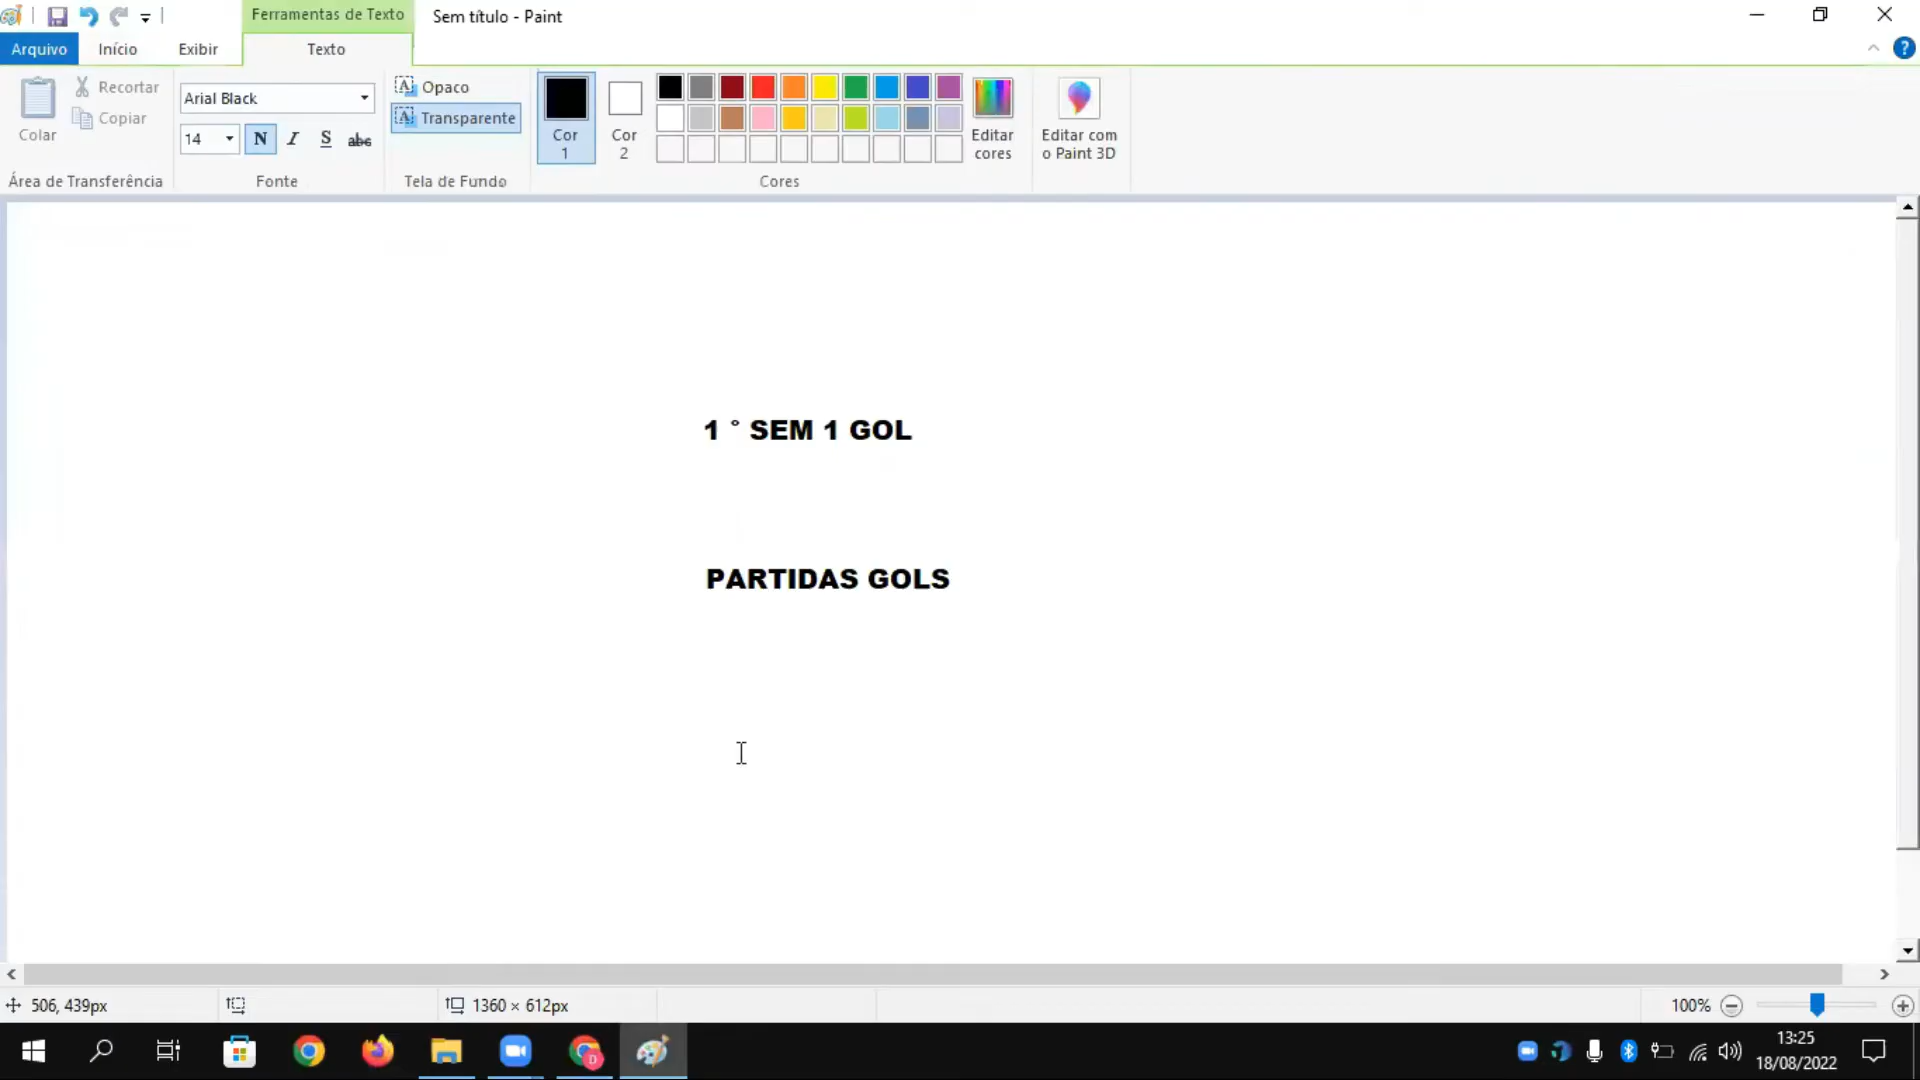 Ferramentas de Texto
Sem título - Paint
Arquivo
Início
Exibir
Texto
Colar
Recortar
Copiar
Área de Transferência
Arial Black
14
N
I
S
abc
Fonte
Opaco
Transparente
Tela de Fundo
Cor
1
Cor
2
Editar
cores
Cores
Editar com
o Paint 3D
1 ° SEM 1 GOL
PARTIDAS GOLS
506, 439px
1360 × 612px
100%
D
13:25
18/08/2022